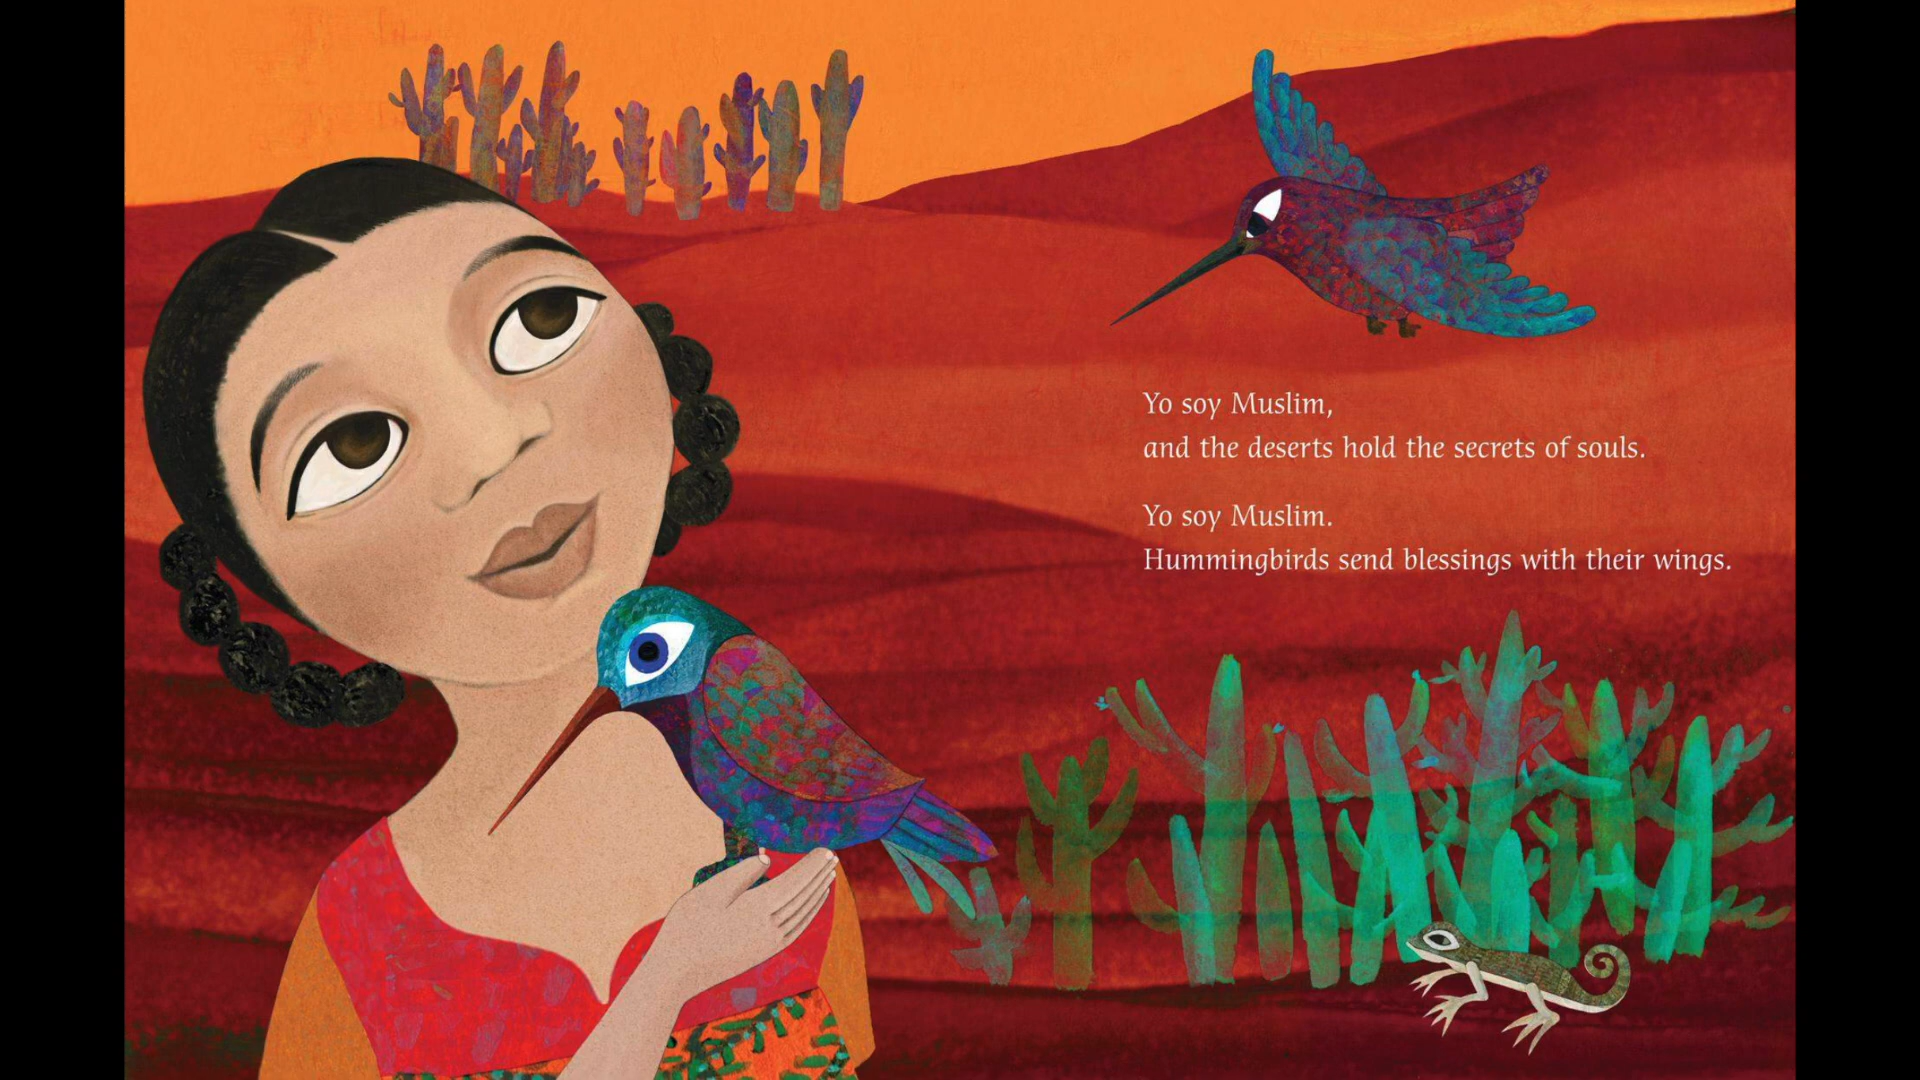 Yo soy Muslim,
and the deserts hold the secrets of souls.
Yo soy Muslim.
Hummingbirds send blessings with their wings.